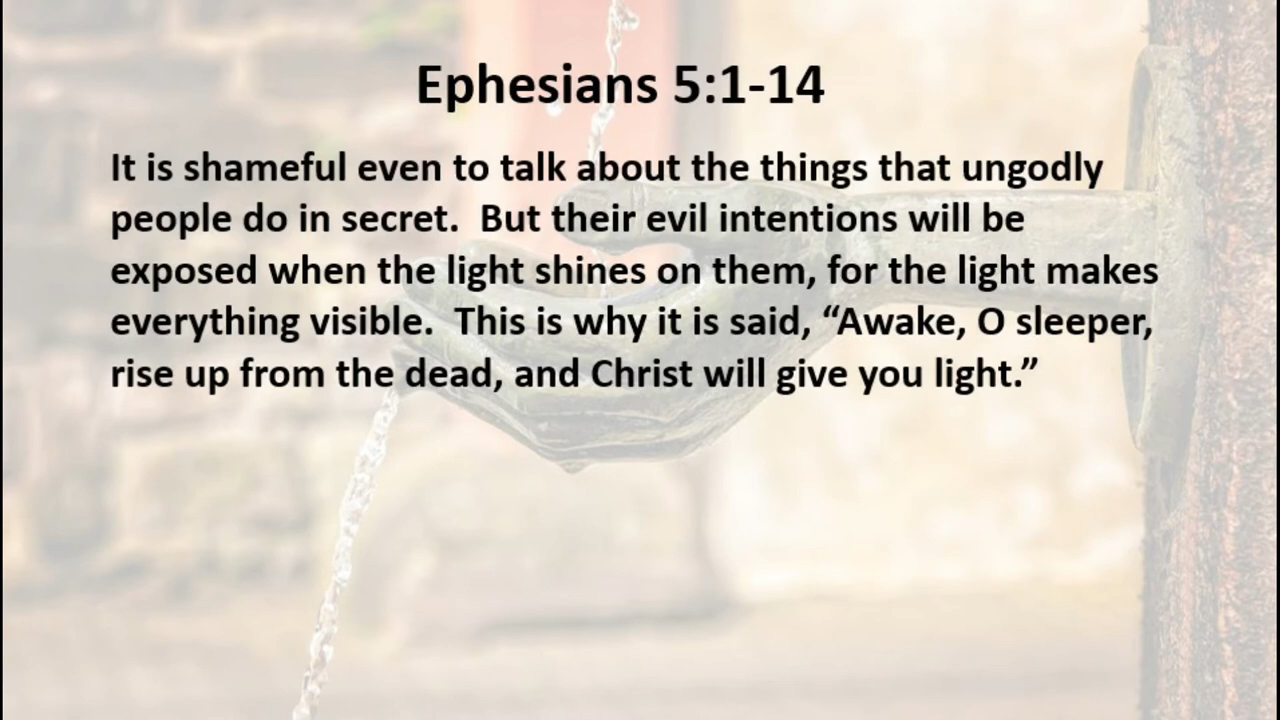 Ephesians 5:1-14
It is shameful even to talk about the things that ungodly
people do in secret.  But their evil intentions will be
exposed when the light shines on them, for the light makes
everything visible.  This is why it is said, “Awake, O sleeper,
rise up from the dead, and Christ will give you light.”